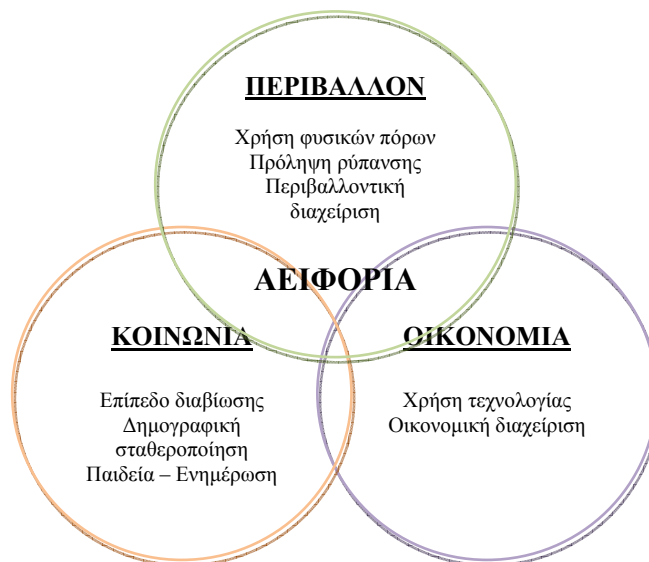 ΠΕΡΙΒΑΛΛΟΝ
Χρήση φυσικών πόρων
Πρόληψη ρύπανσης
Περιβαλλοντική
διαχείριση
ΑΕΙΦΟΡΙΑ
ΚΟΙΝΩΝΙΑ
Επίπεδο διαβίωσης
Δημογραφική
σταθεροποίηση
Παιδεία – Ενημέρωση
ΟΙΚΟΝΟΜΙΑ
Χρήση τεχνολογίας
Οικονομική διαχείριση